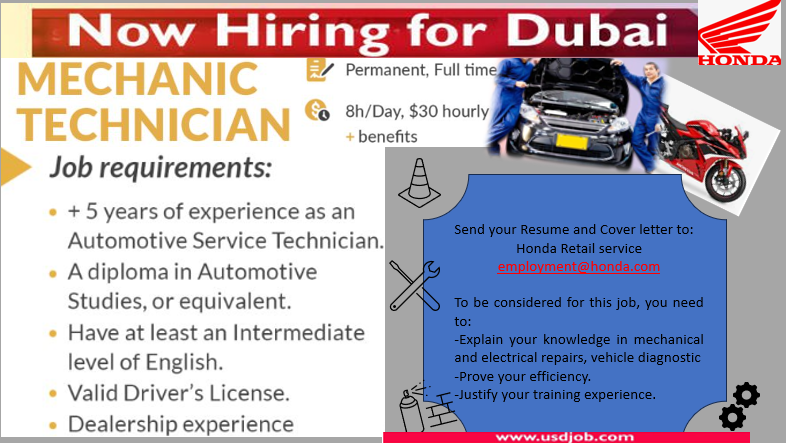 Now Hiring for Dubai
HONDA
MECHANIC
TECHNICIAN
Permanent, Full time
8h/Day, $30 hourly
+ benefits
Job requirements:
• + 5 years of experience as an
Automotive Service Technician.
• A diploma in Automotive
Studies, or equivalent.
• Have at least an Intermediate
level of English.
• Valid Driver's License.
• Dealership experience
Send your Resume and Cover letter to:
Honda Retail service
employment@honda.com
To be considered for this job, you need
to:
-Explain your knowledge in mechanical
and electrical repairs, vehicle diagnostic
-Prove your efficiency.
-Justify your training experience.
www.usdjob.com